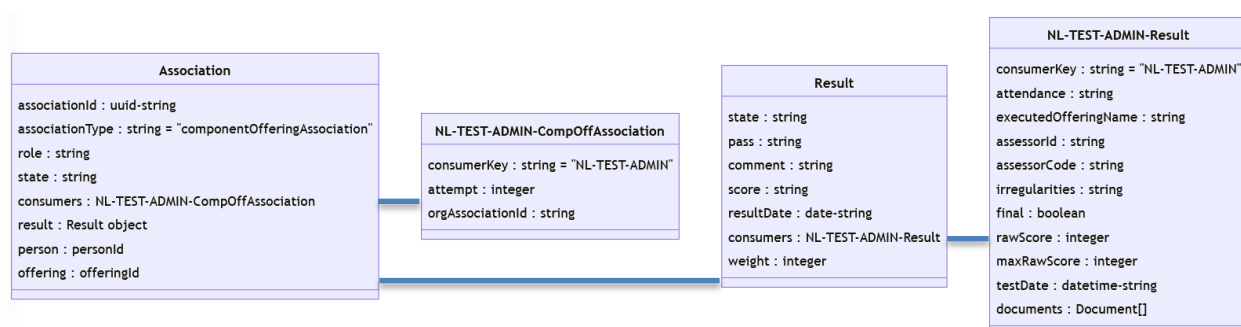 Association
associationId : uuid-string
associationType : string = "componentOfferingAssociation"
role : string
state : string
consumers : NL-TEST-ADMIN-CompOffAssociation
result : Result object
person : personId
offering : offeringId
NL-TEST-ADMIN-CompOffAssociation
consumerKey : string = "NL-TEST-ADMIN"
attempt : integer
orgAssociationId : string
Result
state : string
pass : string
comment : string
score : string
resultDate : date-string
consumers : NL-TEST-ADMIN-Result
weight : integer
NL-TEST-ADMIN-Result
consumerKey : string = "NL-TEST-ADMIN"
attendance : string
executedOfferingName : string
assessorId : string
assessorCode : string
irregularities : string
final : boolean
rawScore : integer
maxRawScore : integer
testDate : datetime-string
documents : Document[]